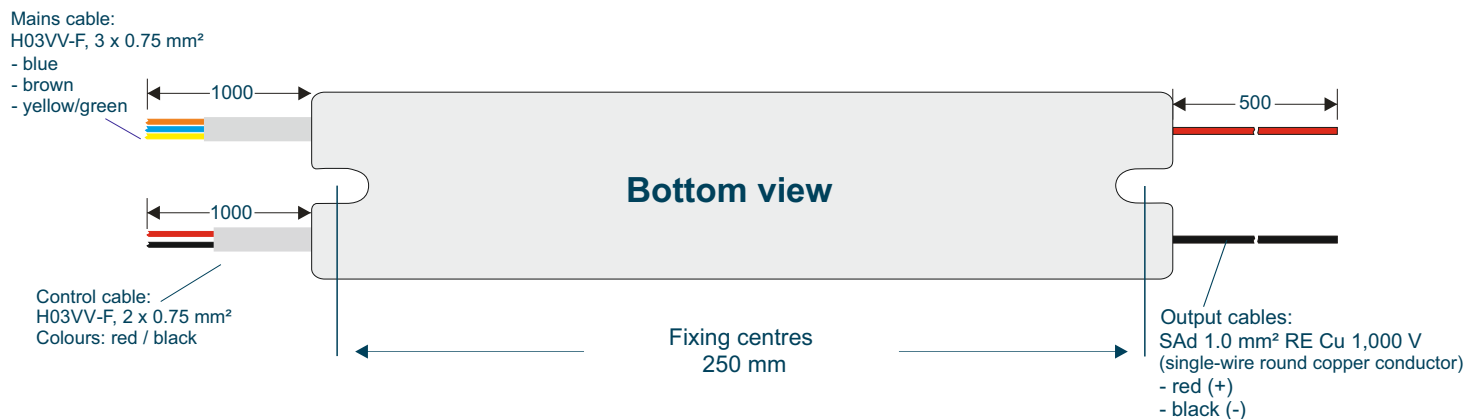 Mains cable:
H03VV-F, 3 x 0.75 mm²
- blue
- brown
- yellow/green
1000
500
Bottom view
1000
Control cable:
H03VV-F, 2 x 0.75 mm²
Colours: red / black
Fixing centres
250 mm
Output cables:
SAd 1.0 mm² RE Cu 1,000 V
(single-wire round copper conductor)
- red (+)
- black (-)